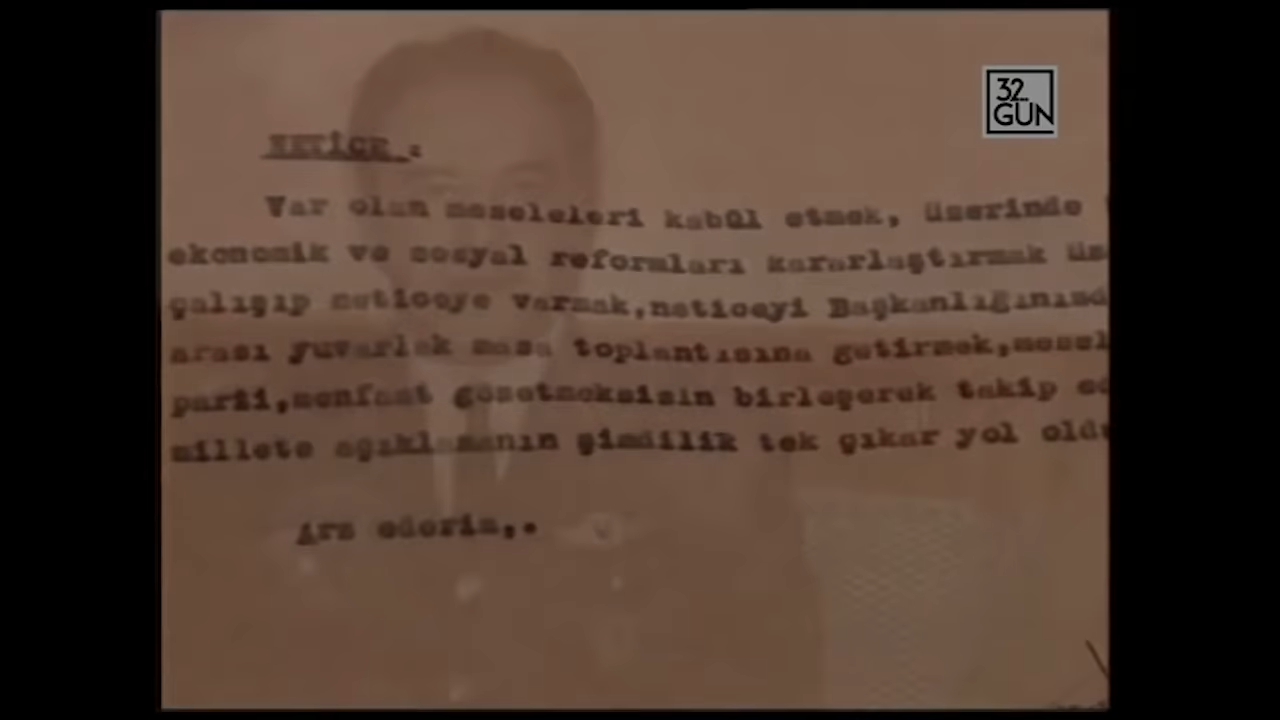 32. GÜN
NETİCE :
Var olan meseleleri kabül etmek, üzerinde
ekonomik ve sosyal reformları kararlaştırmak üz
çalışıp neticeye varmak,neticeyi Başkanlığınızd
arası yuvarlak masa toplantısına getirmek,mesel
parti,menfaat gözetmeksizin birleşerek takip ed
millete açıklamanın şimdilik tek çıkar yol oldu
Arz ederim,.